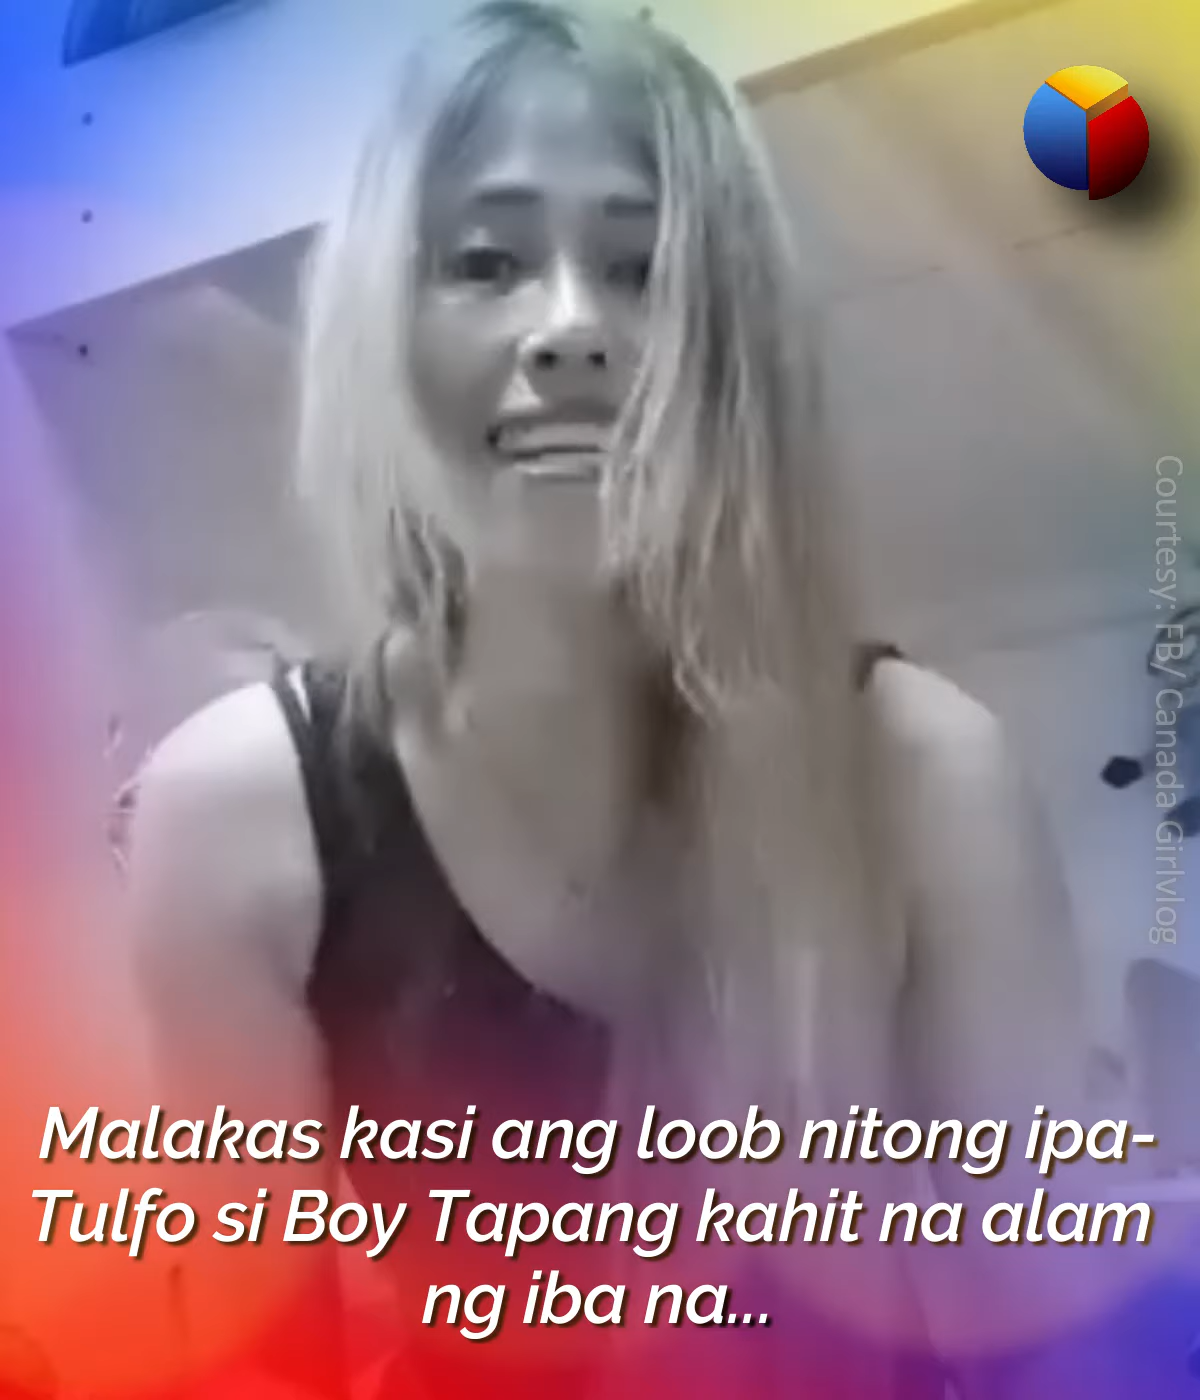 Courtesy: FB/ Canada Girlvlog
Malakas kasi ang loob nitong ipa-
Tulfo si Boy Tapang kahit na alam
ng iba na...